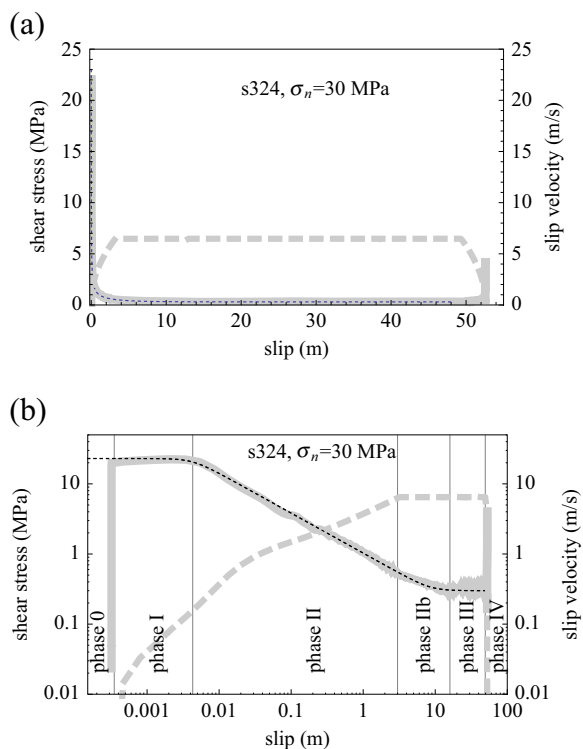 (a)
s324, σn=30 MPa
25
20
15
10
5
0
shear stress (MPa)
25
20
15
10
5
0
slip velocity (m/s)
0 10 20 30 40 50
slip (m)
(b)
s324, σn=30 MPa
10
1
0.1
0.01
shear stress (MPa)
phase 0
phase I
phase II
phase IIb
phase III
phase IV
10
1
0.1
0.01
slip velocity (m/s)
0.001 0.01 0.1 1 10 100
slip (m)